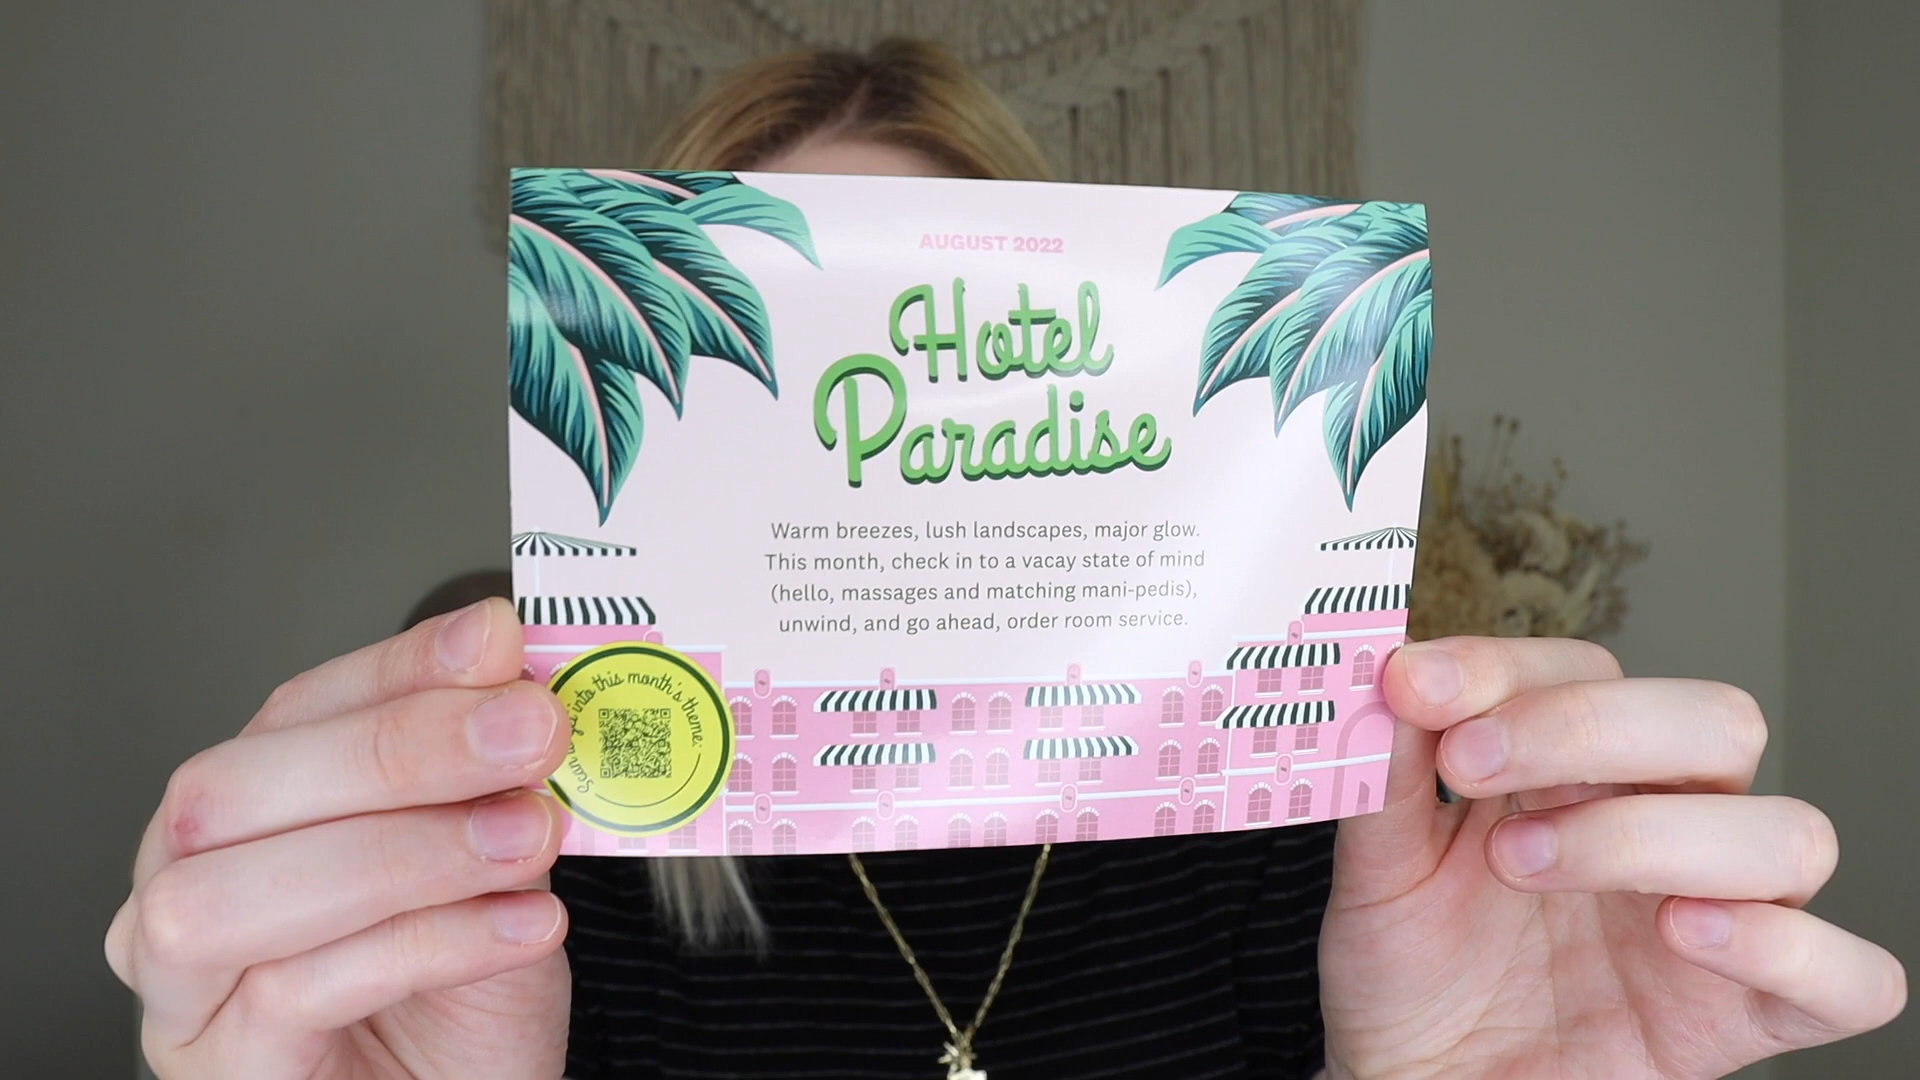 AUGUST 2022
Hotel
Paradise
Warm breezes, lush landscapes, major glow.
This month, check in to a vacay state of mind
(hello, massages and matching mani-pedis),
unwind, and go ahead, order room service.
into this month's theme: